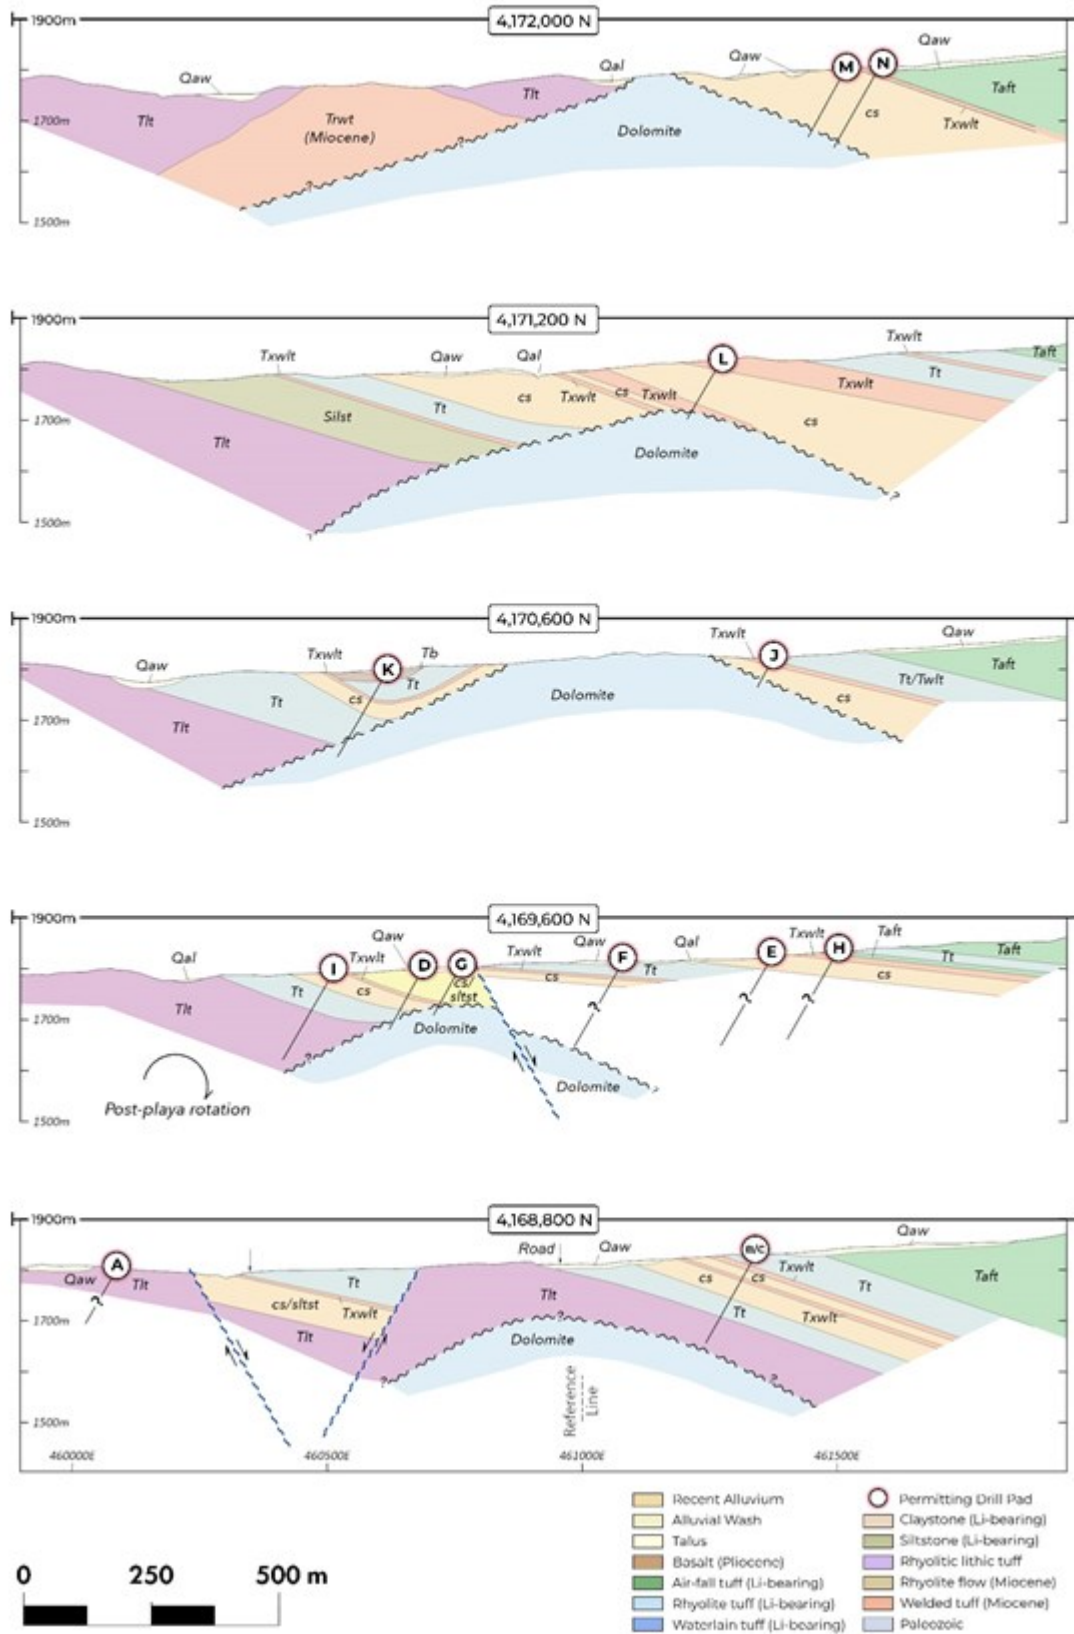 1900m
4,172,000 N
Qaw
Qal
Qaw
Qaw
M
N
Tlt
Trwt
(Miocene)
Tlt
Dolomite
cs
Txwlt
Taft
1700m
?
?
1500m
1900m
4,171,200 N
Txwlt
Qaw
Qal
L
Txwlt
Taft
Tlt
Silst
Tt
cs
Txwlt
cs
Txwlt
Txwlt
Tt
cs
Dolomite
1700m
1500m
?
?
1900m
4,170,600 N
Qaw
Txwlt
K
Tb
Txwlt
J
Qaw
Tlt
Tt
cs
Tt
Dolomite
cs
Tt/Twlt
Taft
1700m
1500m
1900m
4,169,600 N
Qal
Qaw
I
Txwlt
D
G
Txwlt
Qaw
F
Qal
E
Txwlt
H
Taft
Taft
Tlt
Tt
cs
cs/
sltst
cs
Tt
Tt
cs
1700m
Dolomite
?
?
?
?
Dolomite
Post-playa rotation
1500m
1900m
4,168,800 N
A
Road
Qaw
B/C
Qaw
Qaw
Tlt
Tt
cs/sltst
Txwlt
Tlt
Tlt
cs
cs
Txwlt
Tt
Txwlt
Tt
Taft
?
1700m
?
Dolomite
?
?
Reference
Line
1500m
460000E
460500E
461000E
461500E
Recent Alluvium
Alluvial Wash
Talus
Basalt (Pliocene)
Air-fall tuff (Li-bearing)
Rhyolite tuff (Li-bearing)
Waterlain tuff (Li-bearing)
Permitting Drill Pad
Claystone (Li-bearing)
Siltstone (Li-bearing)
Rhyolitic lithic tuff
Rhyolite flow (Miocene)
Welded tuff (Miocene)
Paleozoic
0 250 500 m